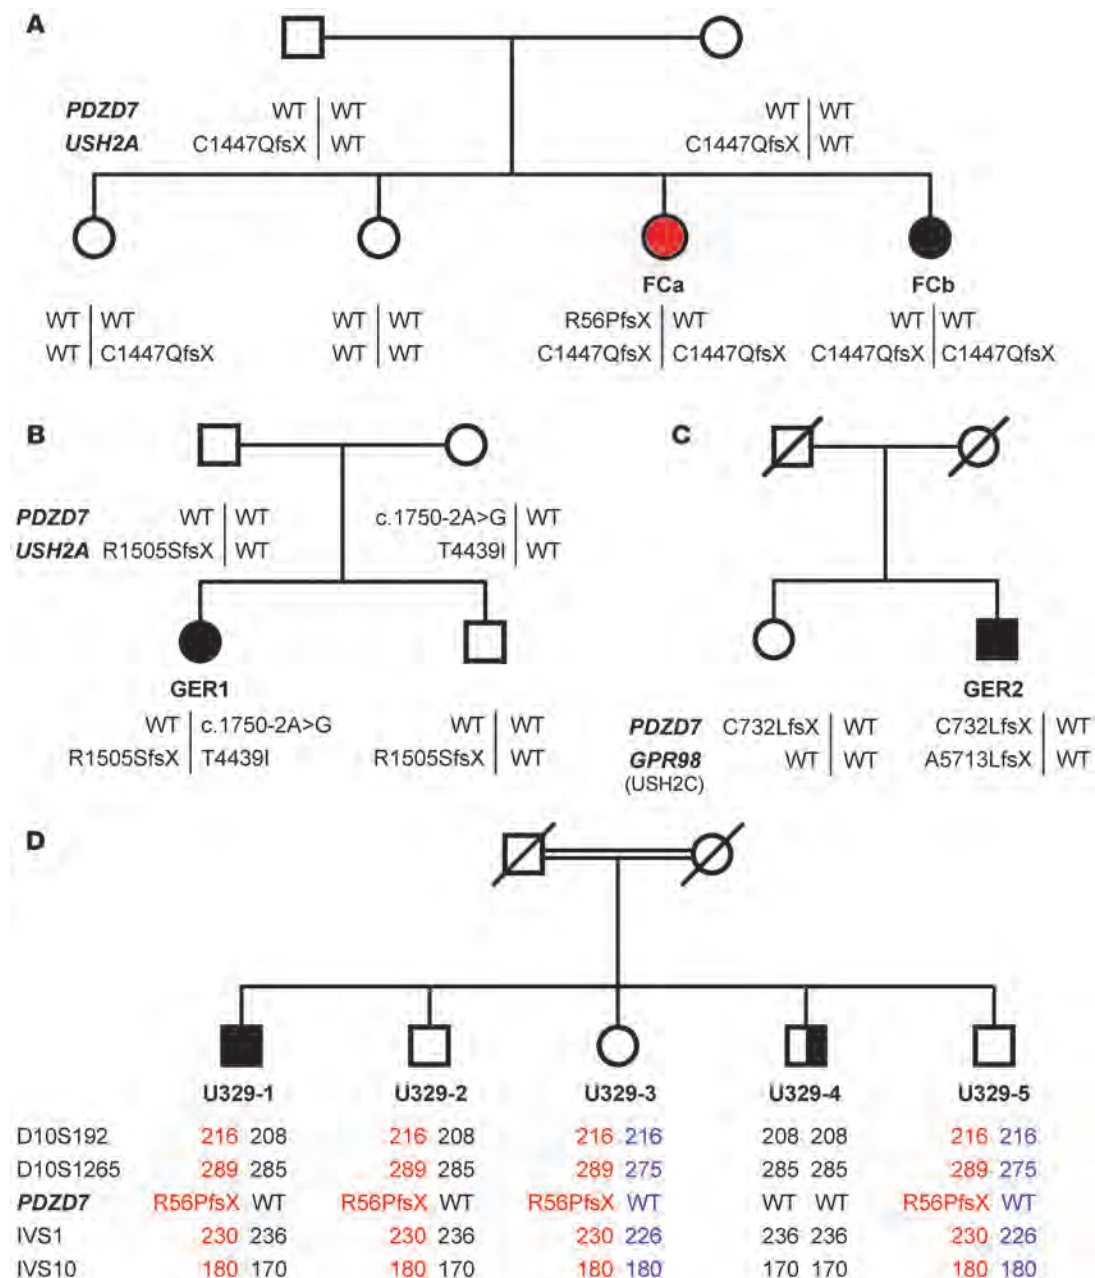 A
PDZD7 WT WT WT WT
USH2A C1447QfsX WT C1447QfsX WT
FCa FCb
WT WT WT WT R56PfsX WT WT WT
WT C1447QfsX WT WT C1447QfsX C1447QfsX C1447QfsX C1447QfsX
B
PDZD7 WT WT c.1750-2A>G WT
USH2A R1505SfsX WT T4439I WT
GER1
WT c.1750-2A>G WT WT
R1505SfsX T4439I R1505SfsX WT
C
GER2
PDZD7 C732LfsX WT C732LfsX WT
GPR98 WT WT A5713LfsX WT
(USH2C)
D
U329-1 U329-2 U329-3 U329-4 U329-5
D10S192 216 208 216 208 216 216 208 208 216 216
D10S1265 289 285 289 285 289 275 285 285 289 275
PDZD7 R56PfsX WT R56PfsX WT R56PfsX WT WT WT R56PfsX WT
IVS1 230 236 230 236 230 226 236 236 230 226
IVS10 180 170 180 170 180 180 170 170 180 180